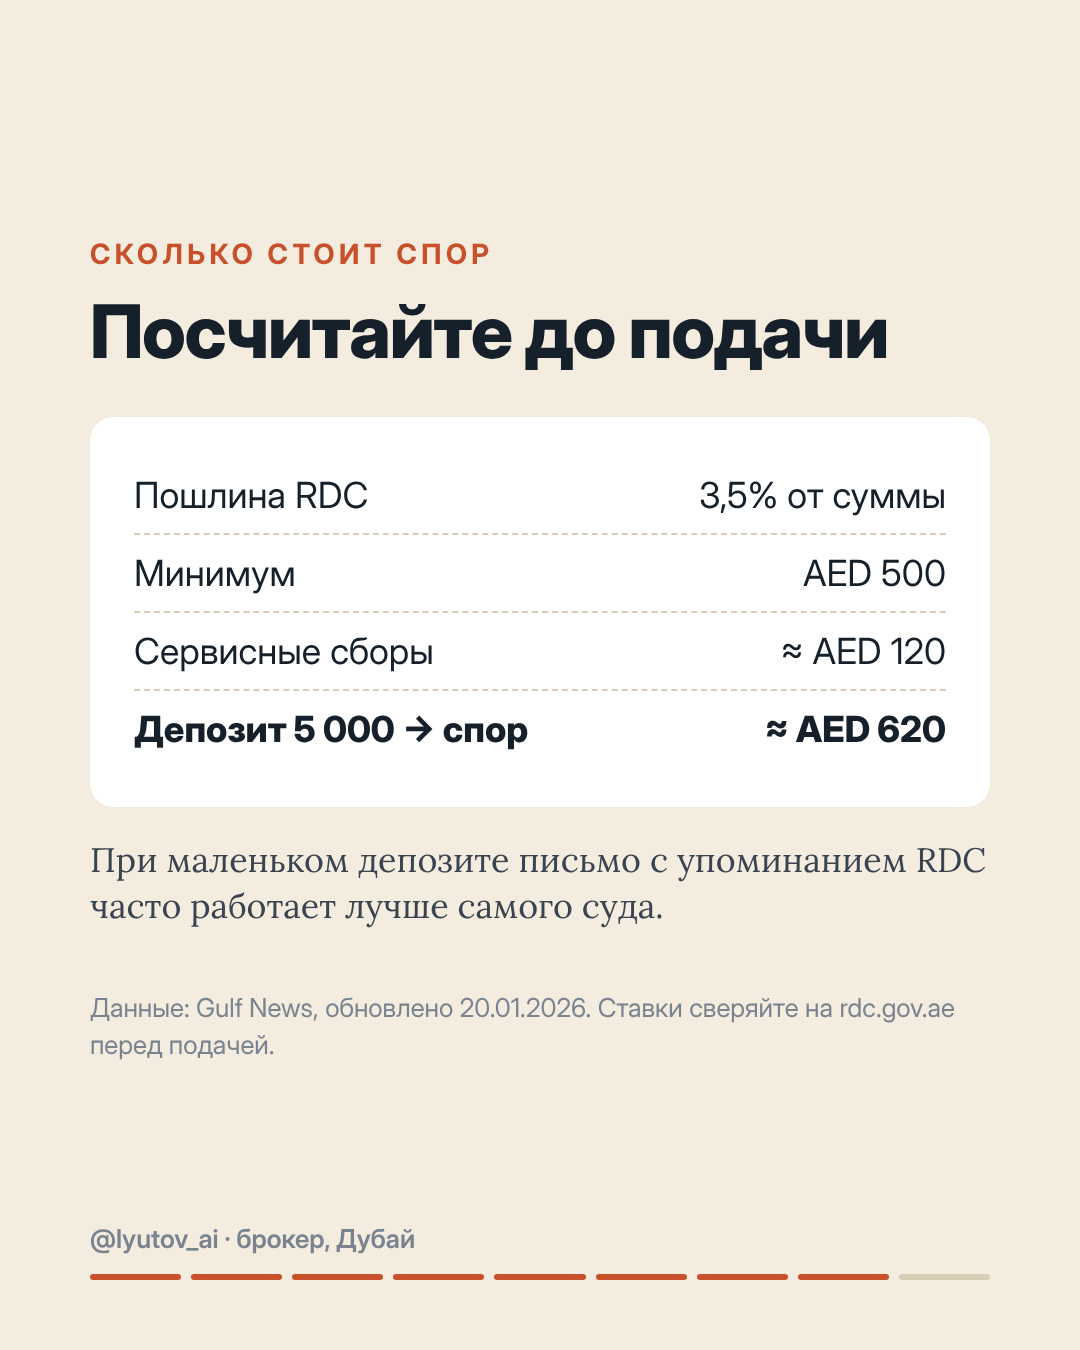 СКОЛЬКО СТОИТ СПОР
Посчитайте до подачи
Пошлина RDC 3,5% от суммы
Минимум AED 500
Сервисные сборы ≈ AED 120
Депозит 5 000 → спор ≈ AED 620
При маленьком депозите письмо с упоминанием RDC
часто работает лучше самого суда.
Данные: Gulf News, обновлено 20.01.2026. Ставки сверяйте на rdc.gov.ae
перед подачей.
@lyutov_ai · брокер, Дубай